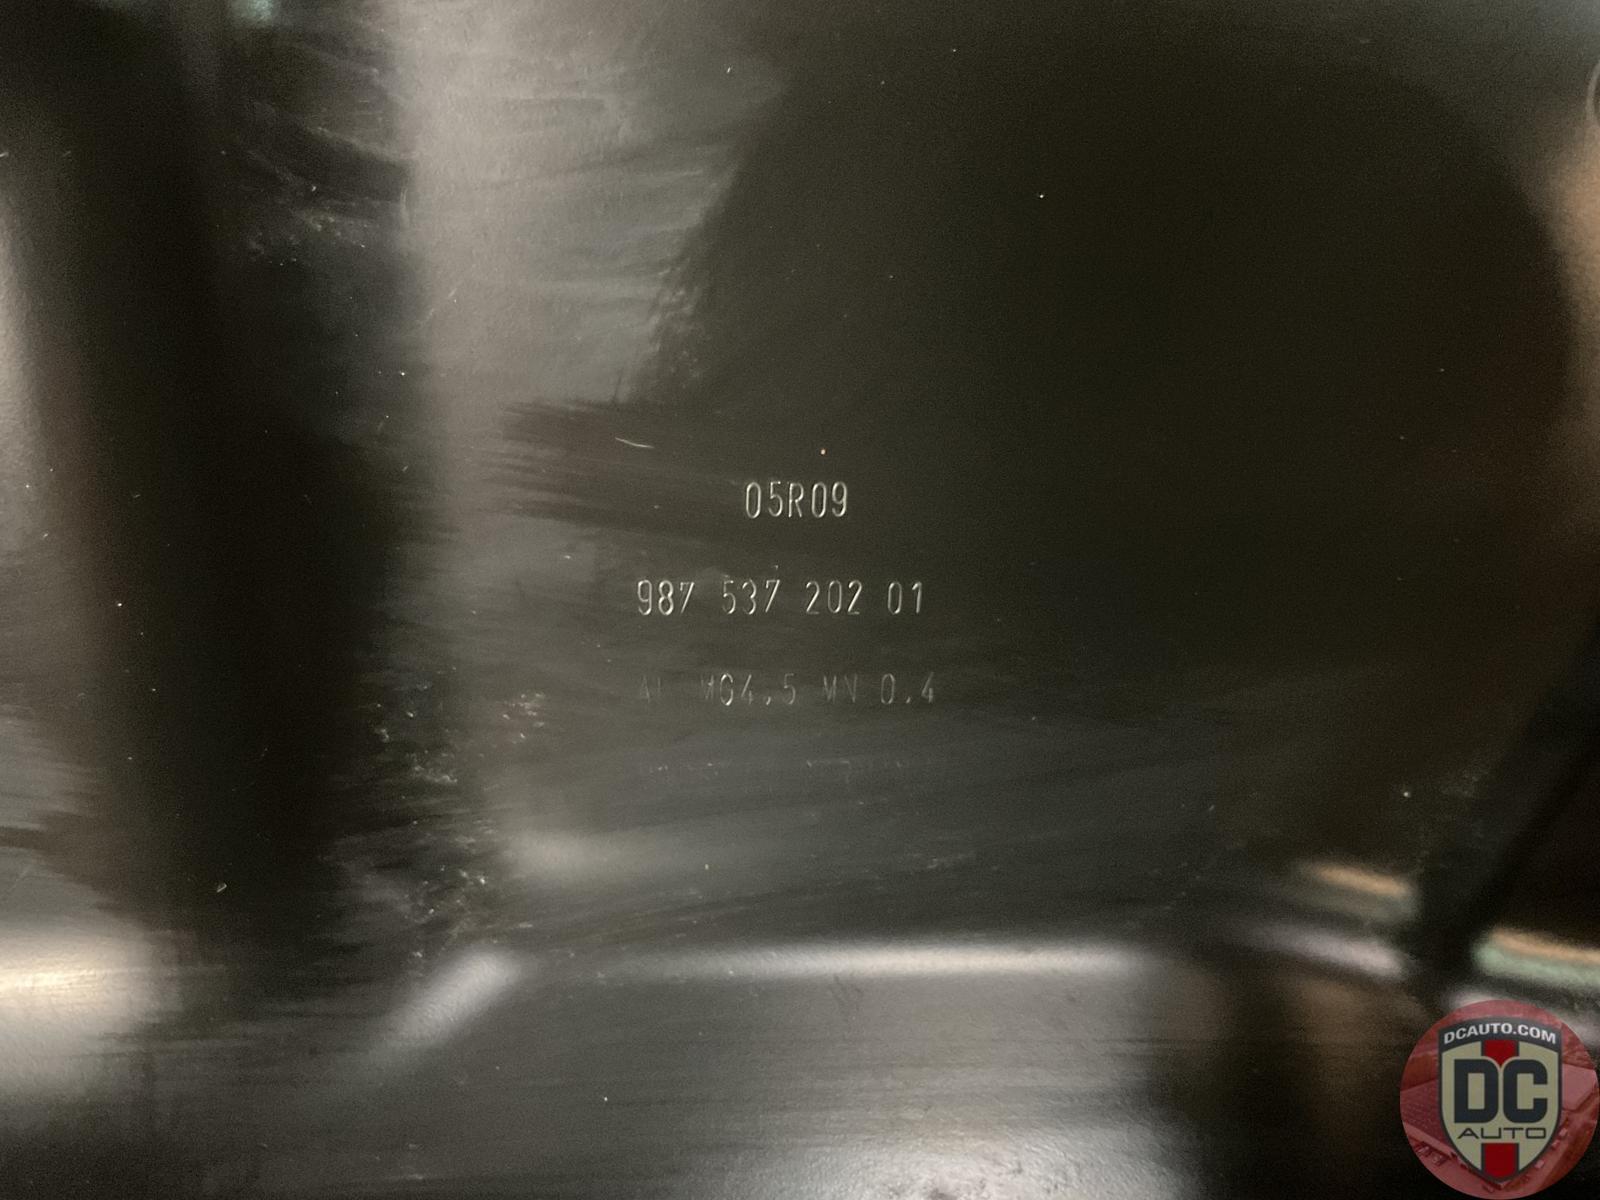 05R09
987 537 202 01
AL MG4.5 MN 0.4
DCAUTO.COM
DC
AUTO